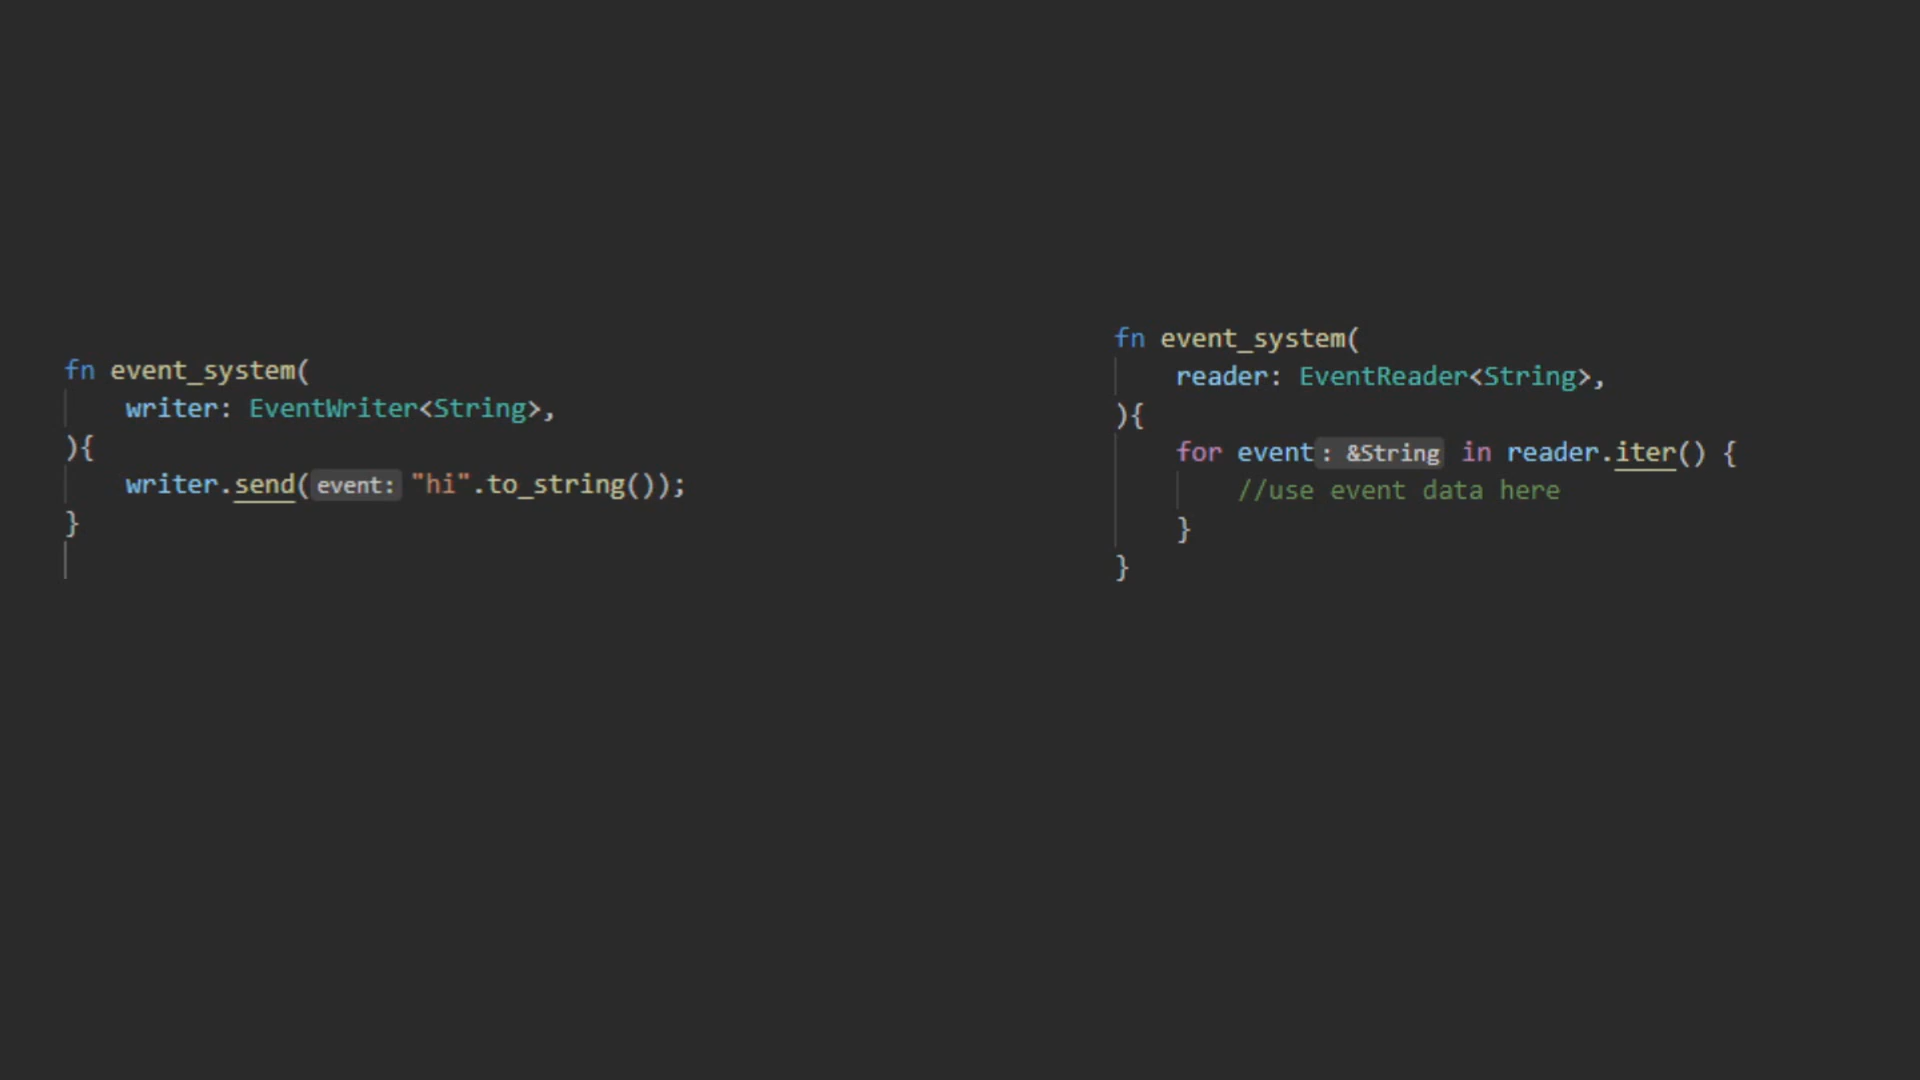 fn event_system(
writer: EventWriter<String>,
){
writer.send(event: "hi".to_string());
}
fn event_system(
reader: EventReader<String>,
){
for event: &String in reader.iter() {
//use event data here
}
}